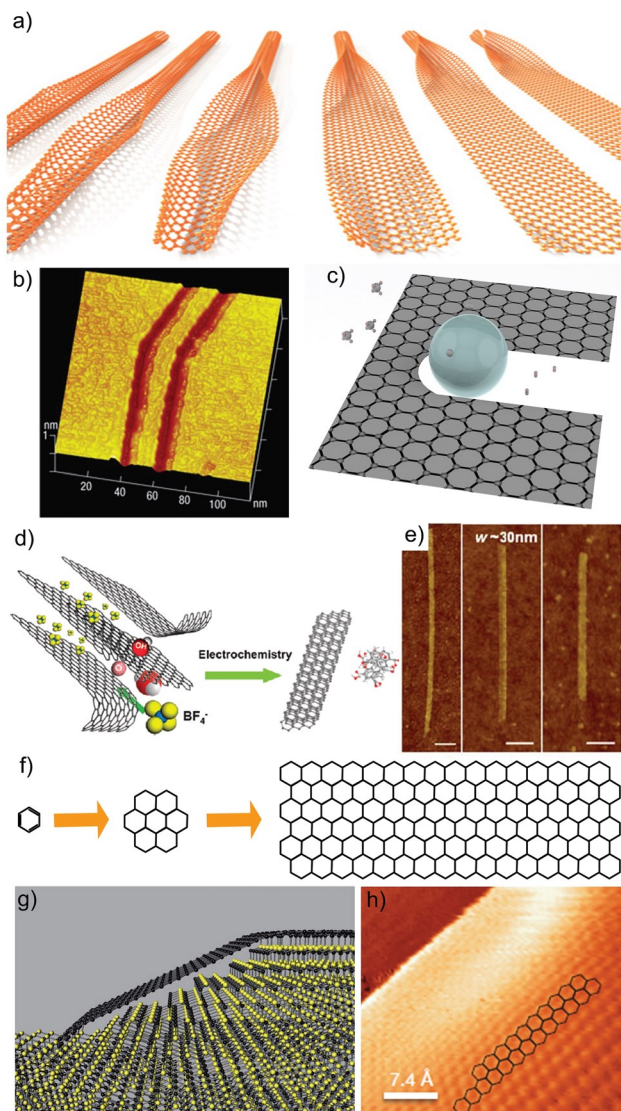 a)
b)
nm
1
20
40
60
80
100
nm
c)
d)
OH
O
BF₄⁻
Electrochemistry
e)
w ~30nm
f)
g)
h)
7.4 Å